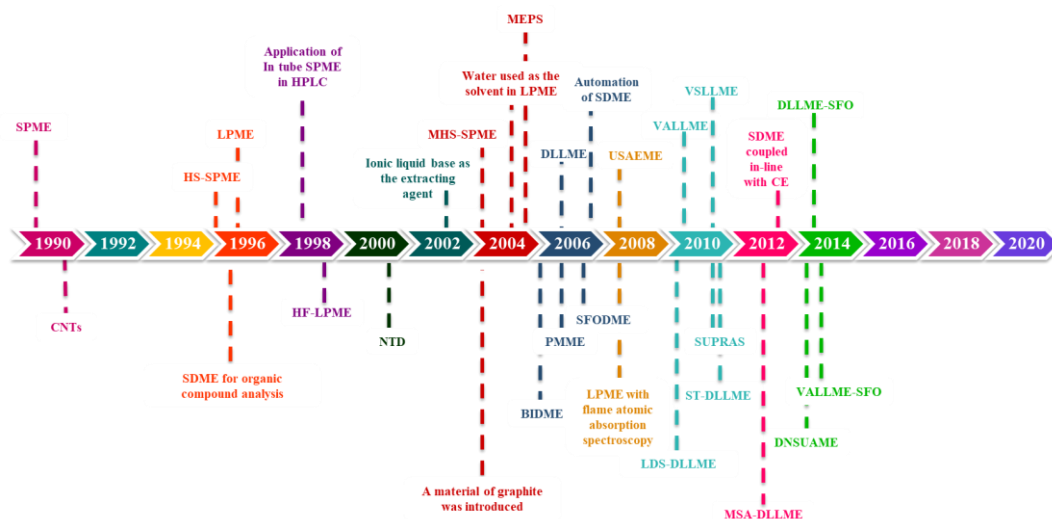 MEPS
Application of
In tube SPME
in HPLC
Water used as the
solvent in LPME
Automation
of SDME
VSLLME
DLLME-SFO
SPME
LPME
MHS-SPME
VALLME
SDME
coupled
in-line
with CE
HS-SPME
Ionic liquid base as
the extracting
agent
DLLME
USAEME
1990 1992 1994 1996 1998 2000 2002 2004 2006 2008 2010 2012 2014 2016 2018 2020
CNTs
HF-LPME
NTD
SFODME
PMME
SUPRAS
SDME for organic
compound analysis
BIDME
LPME with
flame atomic
absorption
spectroscopy
ST-DLLME
VALLME-SFO
DNSUAME
LDS-DLLME
A material of graphite
was introduced
MSA-DLLME